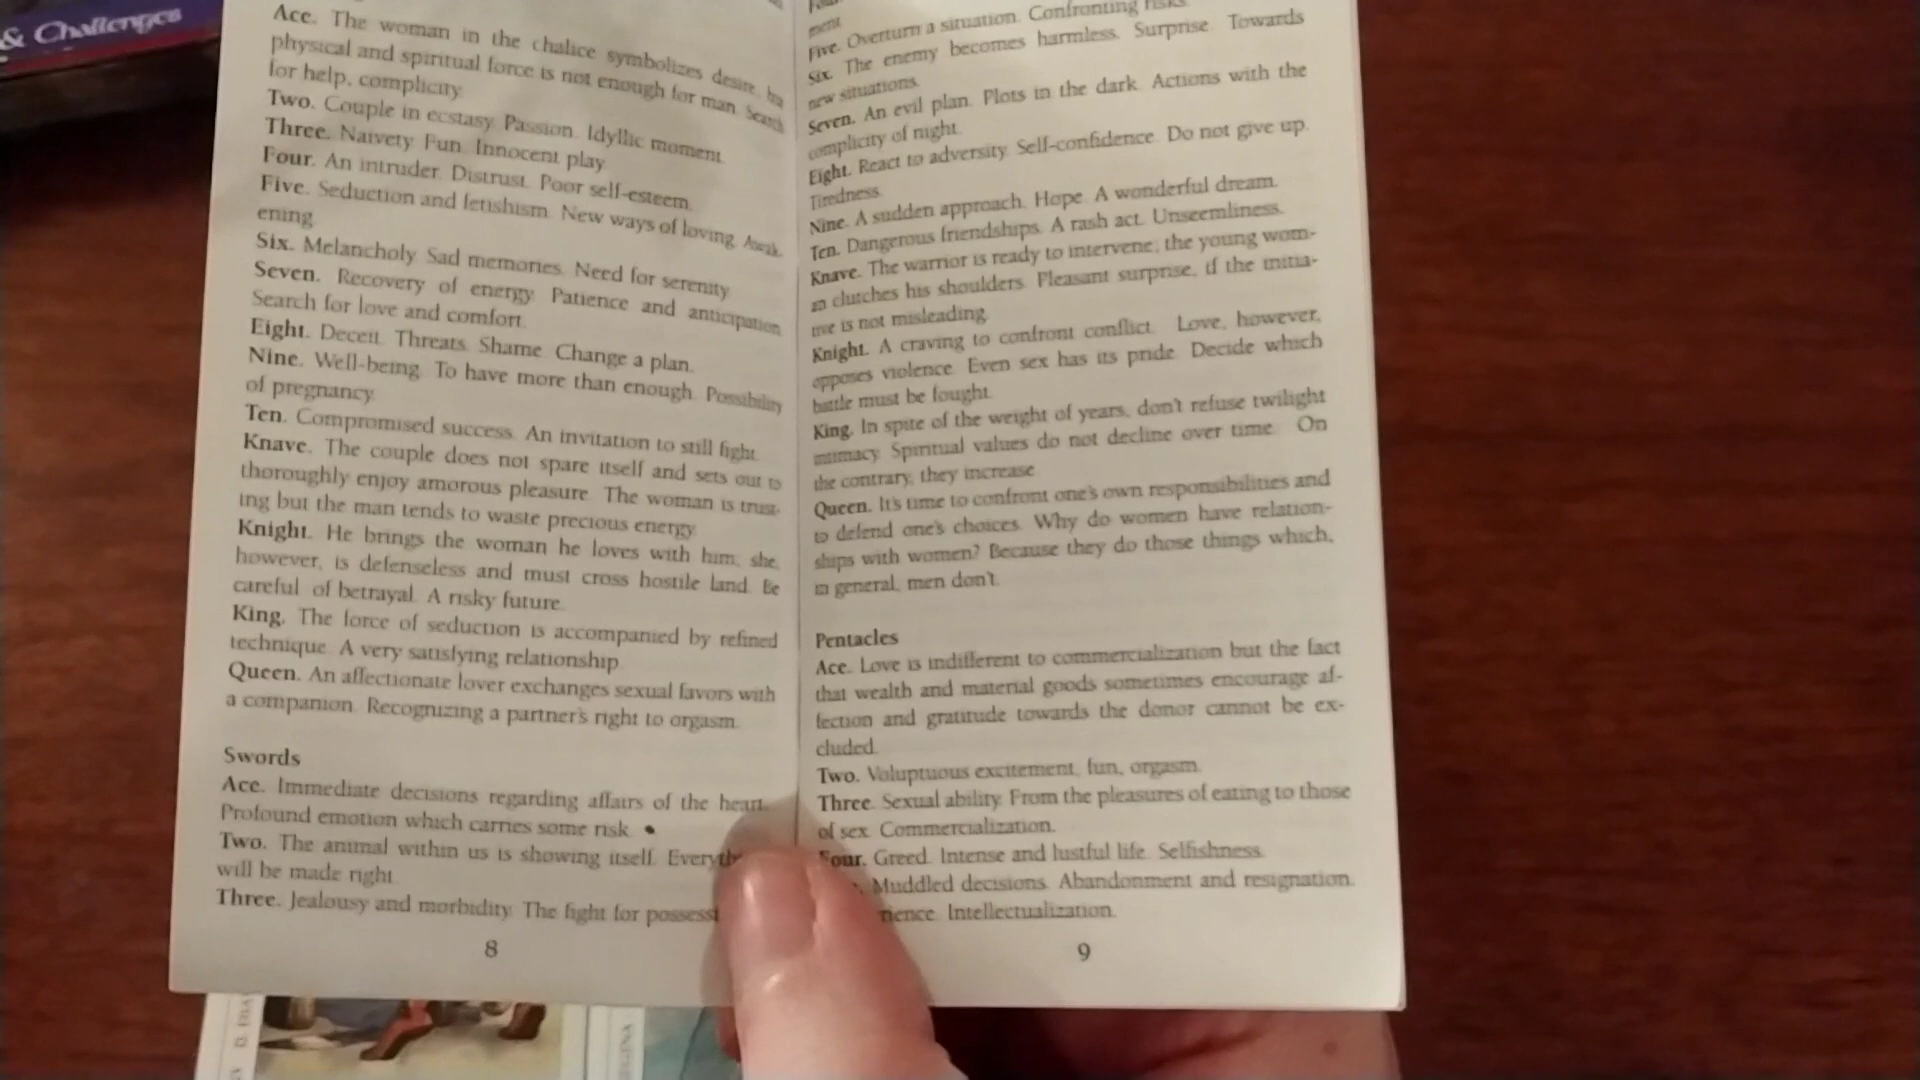 & Challenges
Ace. The woman in the chalice symbolizes desire, but
physical and spiritual force is not enough for man. Search
for help, complicity.
Two. Couple in ecstasy. Passion. Idyllic moment.
Three. Naivety. Fun. Innocent play.
Four. An intruder. Distrust. Poor self-esteem.
Five. Seduction and fetishism. New ways of loving. Awak-
ening.
Six. Melancholy. Sad memories. Need for serenity.
Seven. Recovery of energy. Patience and anticipation.
Search for love and comfort.
Eight. Deceit. Threats. Shame. Change a plan.
Nine. Well-being. To have more than enough. Possibility
of pregnancy.
Ten. Compromised success. An invitation to still fight.
Knave. The couple does not spare itself and sets out to
thoroughly enjoy amorous pleasure. The woman is trust-
ing but the man tends to waste precious energy.
Knight. He brings the woman he loves with him; she,
however, is defenseless and must cross hostile land. Be
careful of betrayal. A risky future.
King. The force of seduction is accompanied by refined
technique. A very satisfying relationship.
Queen. An affectionate lover exchanges sexual favors with
a companion. Recognizing a partner's right to orgasm.
Swords
Ace. Immediate decisions regarding affairs of the heart.
Profound emotion which carries some risk. •
Two. The animal within us is showing itself. Everyth
will be made right.
Three. Jealousy and morbidity. The fight for possess
8
ment.
Five. Overturn a situation. Confronting risks.
Six. The enemy becomes harmless. Surprise. Towards
new situations.
Seven. An evil plan. Plots in the dark. Actions with the
complicity of night.
Eight. React to adversity. Self-confidence. Do not give up.
Tiredness.
Nine. A sudden approach. Hope. A wonderful dream.
Ten. Dangerous friendships. A rash act. Unseemliness.
Knave. The warrior is ready to intervene; the young wom-
an clutches his shoulders. Pleasant surprise, if the initia-
tive is not misleading.
Knight. A craving to confront conflict. Love, however,
opposes violence. Even sex has its pride. Decide which
battle must be fought.
King. In spite of the weight of years, don't refuse twilight
intimacy. Spiritual values do not decline over time. On
the contrary, they increase.
Queen. It's time to confront one's own responsibilities and
to defend one's choices. Why do women have relation-
ships with women? Because they do those things which,
in general, men don't.
Pentacles
Ace. Love is indifferent to commercialization but the fact
that wealth and material goods sometimes encourage af-
fection and gratitude towards the donor cannot be ex-
cluded.
Two. Voluptuous excitement, fun, orgasm.
Three. Sexual ability. From the pleasures of eating to those
of sex. Commercialization.
Four. Greed. Intense and lustful life. Selfishness.
Muddled decisions. Abandonment and resignation.
ience. Intellectualization.
9